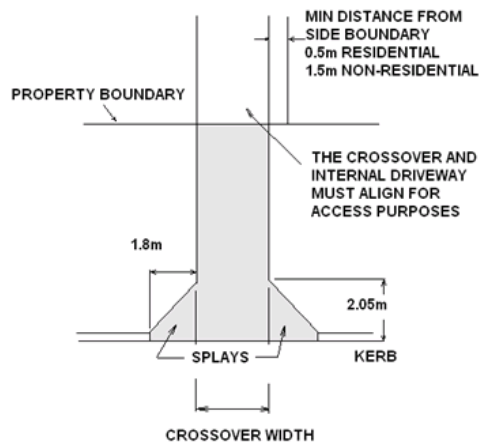 MIN DISTANCE FROM
SIDE BOUNDARY
0.5m RESIDENTIAL
1.5m NON-RESIDENTIAL
PROPERTY BOUNDARY
THE CROSSOVER AND
INTERNAL DRIVEWAY
MUST ALIGN FOR
ACCESS PURPOSES
1.8m
2.05m
SPLAYS
KERB
CROSSOVER WIDTH